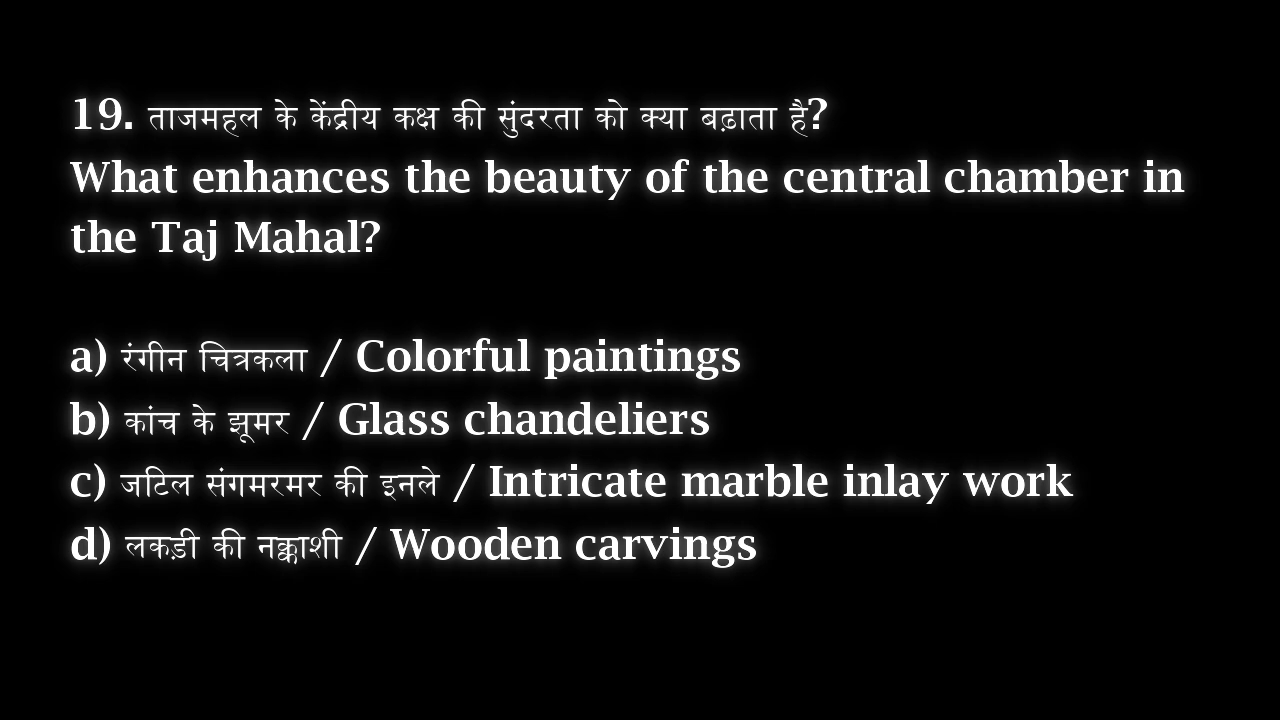 19. ताजमहल के केंद्रीय कक्ष की सुंदरता को क्या बढ़ाता है?
What enhances the beauty of the central chamber in
the Taj Mahal?
a) रंगीन चित्रकला / Colorful paintings
b) कांच के झूमर / Glass chandeliers
c) जटिल संगमरमर की इनले / Intricate marble inlay work
d) लकड़ी की नक्काशी / Wooden carvings